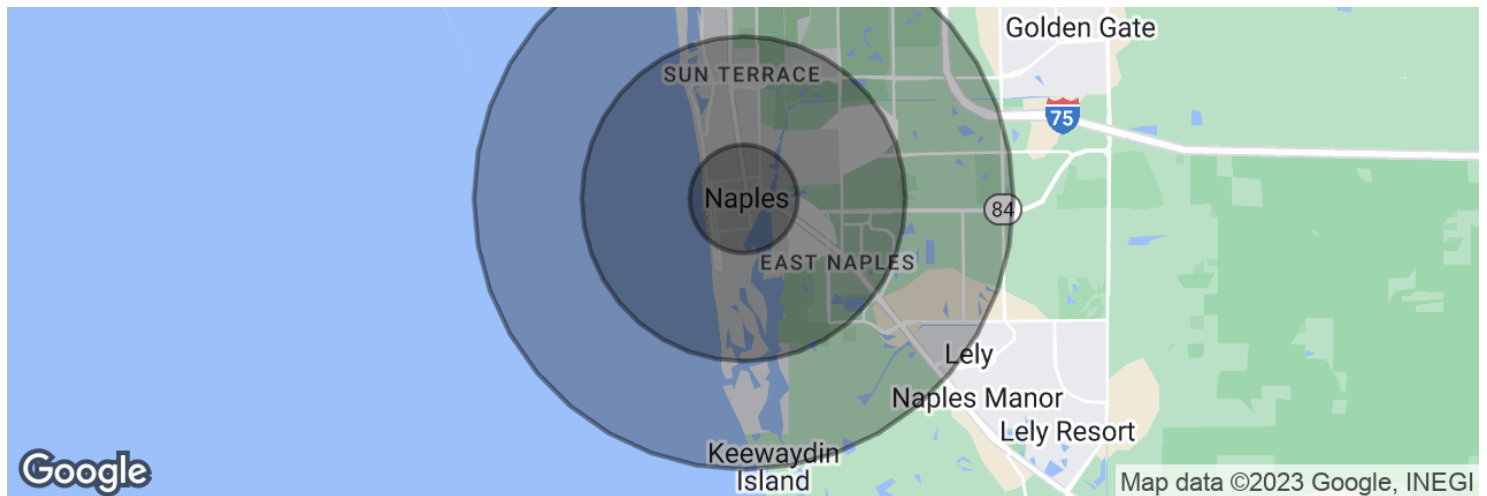 Golden Gate
SUN TERRACE
75
Naples
84
EAST NAPLES
Lely
Naples Manor
Lely Resort
Keewaydin
Island
Google
Map data ©2023 Google, INEGI